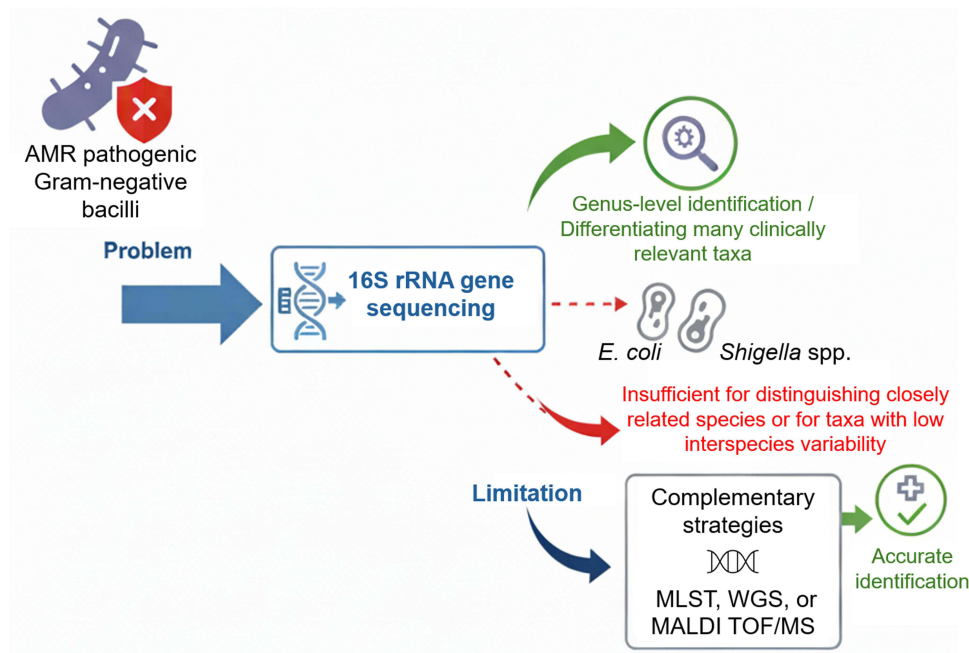 AMR pathogenic
Gram-negative
bacilli
Problem
16S rRNA gene
sequencing
Genus-level identification /
Differentiating many clinically
relevant taxa
E. coli
Shigella spp.
Insufficient for distinguishing closely
related species or for taxa with low
interspecies variability
Limitation
Complementary
strategies
MLST, WGS, or
MALDI TOF/MS
Accurate
identification